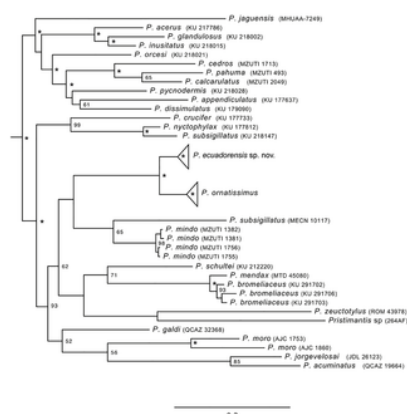 P. jaguensis (MHUAA-7249)
P. acerus (KU 217786)
P. glandulosus (KU 218002)
P. inusitatus (KU 218015)
P. orcesi (KU 218021)
P. cedros (MZUTI 1713)
P. pahuma (MZUTI 493)
65
P. calcarulatus (MZUTI 2049)
P. pycnodermis (KU 218028)
P. appendiculatus (KU 177637)
61
P. dissimulatus (KU 179090)
P. crucifer (KU 177733)
90
P. nyctophylax (KU 177812)
P. subsigillatus (KU 218147)
P. ecuadorensis sp. nov.
P. ornatissimus
P. subsigillatus (MECN 10117)
65
P. mindo (MZUTI 1382)
P. mindo (MZUTI 1381)
98
P. mindo (MZUTI 1756)
P. mindo (MZUTI 1755)
62
P. schultei (KU 212220)
71
P. mendax (MTD 45080)
P. bromeliaceus (KU 291702)
93
P. bromeliaceus (KU 291706)
P. bromeliaceus (KU 291703)
93
P. zeuctotylus (ROM 43978)
Pristimantis sp (264AF)
P. galdi (QCAZ 32368)
52
P. moro (AJC 1753)
P. moro (AJC 1860)
58
P. jorgevelosai (JDL 26123)
85
P. acuminatus (QCAZ 19664)